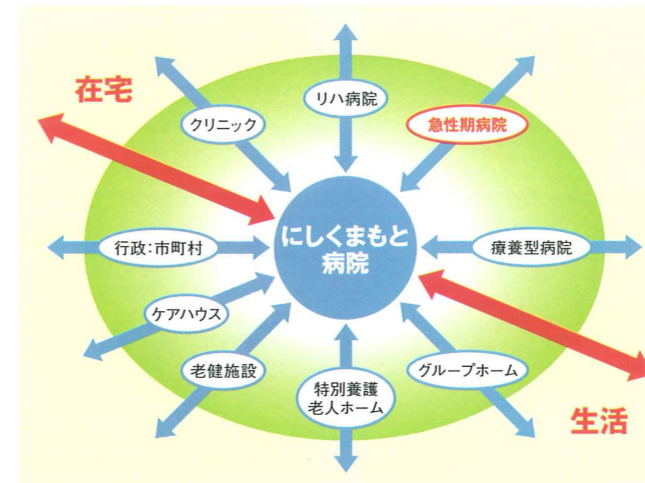 在宅
リハ病院
クリニック
急性期病院
にしくまもと
病院
行政:市町村
療養型病院
ケアハウス
老健施設
特別養護
老人ホーム
グループホーム
生活